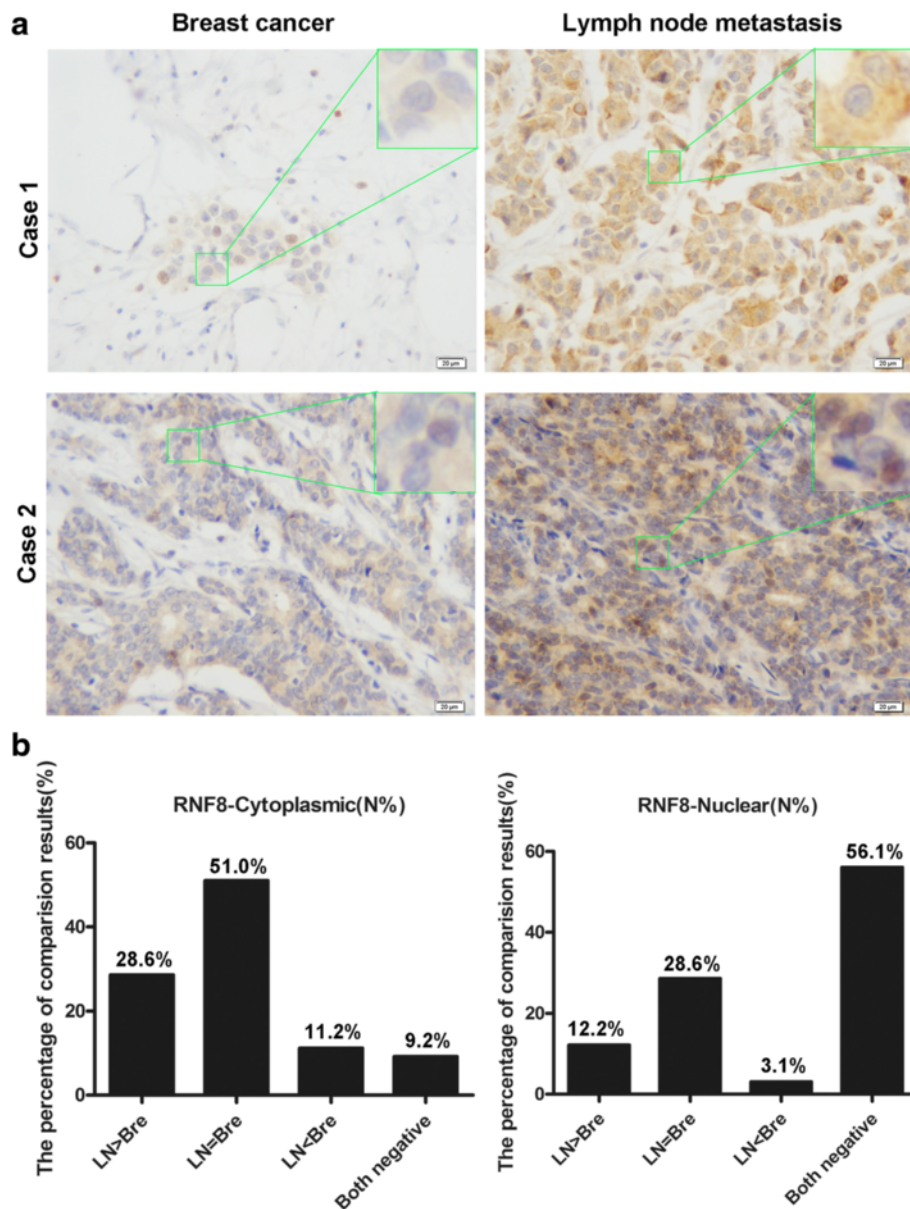 a
Breast cancer
Lymph node metastasis
Case 1
20 μm
20 μm
Case 2
20 μm
20 μm
b
RNF8-Cytoplasmic(N%)
The percentage of comparision results(%)
60
40
20
0
28.6%
51.0%
11.2%
9.2%
LN>Bre
LN=Bre
LN<Bre
Both negative
RNF8-Nuclear(N%)
The percentage of comparision results(%)
60
40
20
0
12.2%
28.6%
3.1%
56.1%
LN>Bre
LN=Bre
LN<Bre
Both negative